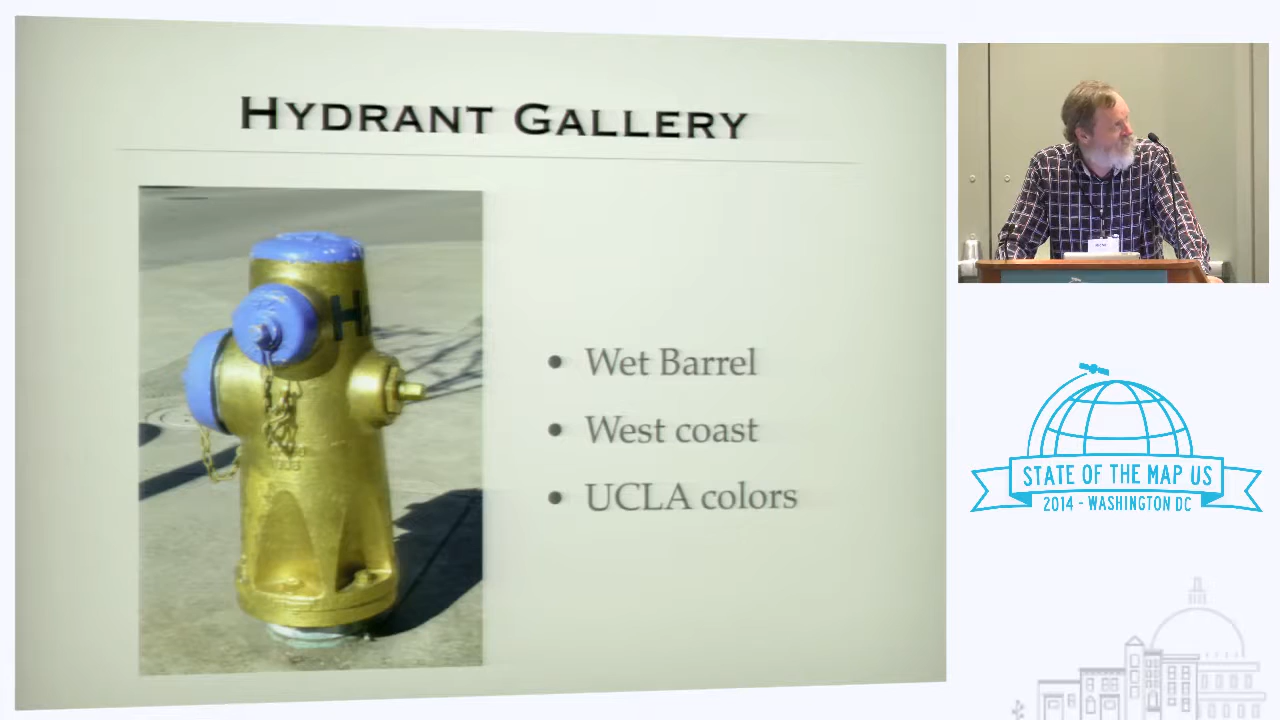 HYDRANT GALLERY
• Wet Barrel
• West coast
• UCLA colors
STATE OF THE MAP US
2014 - WASHINGTON DC